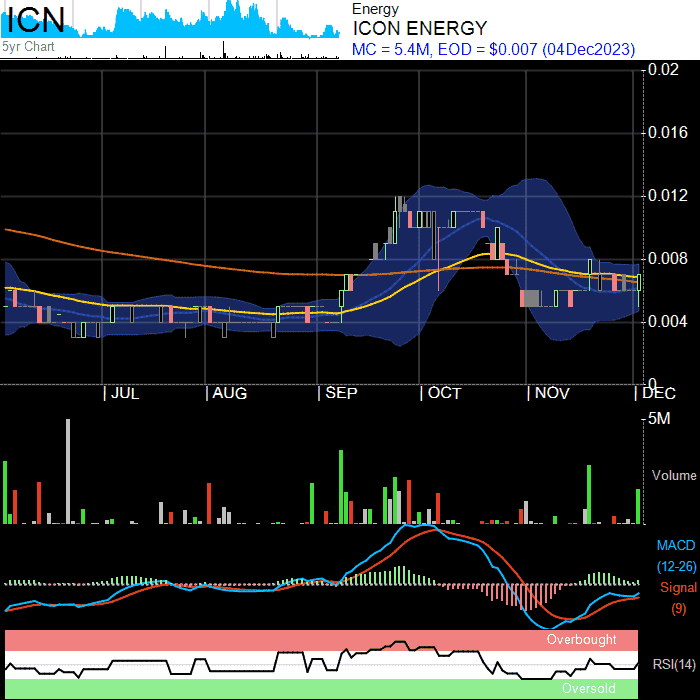 ICN
5yr Chart
Energy
ICON ENERGY
MC = 5.4M, EOD = $0.007 (04Dec2023)
0.02
0.016
0.012
0.008
0.004
0
JUL AUG SEP OCT NOV DEC
5M
Volume
MACD
(12-26)
Signal
(9)
Overbought
RSI(14)
Oversold